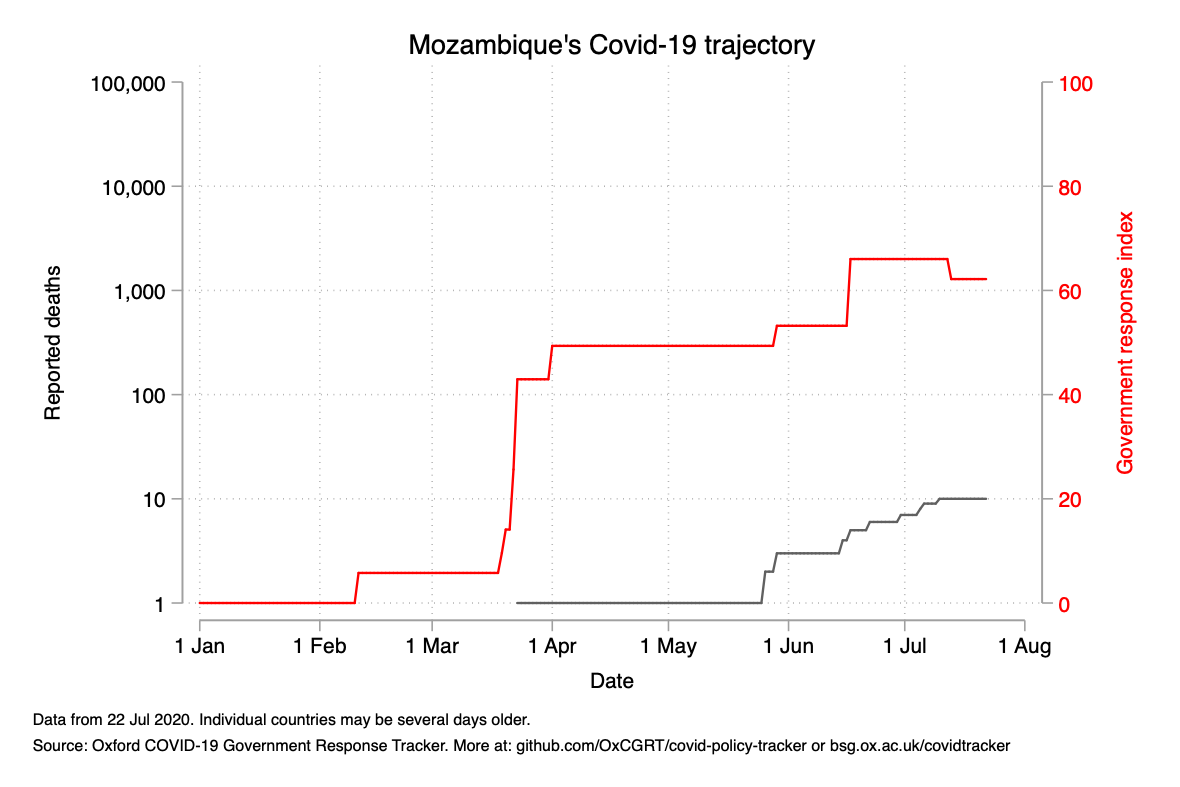 Mozambique's Covid-19 trajectory
100,000
10,000
1,000
100
10
1
Reported deaths
100
80
60
40
20
0
Government response index
1 Jan 1 Feb 1 Mar 1 Apr 1 May 1 Jun 1 Jul 1 Aug
Date
Data from 22 Jul 2020. Individual countries may be several days older.
Source: Oxford COVID-19 Government Response Tracker. More at: github.com/OxCGRT/covid-policy-tracker or bsg.ox.ac.uk/covidtracker